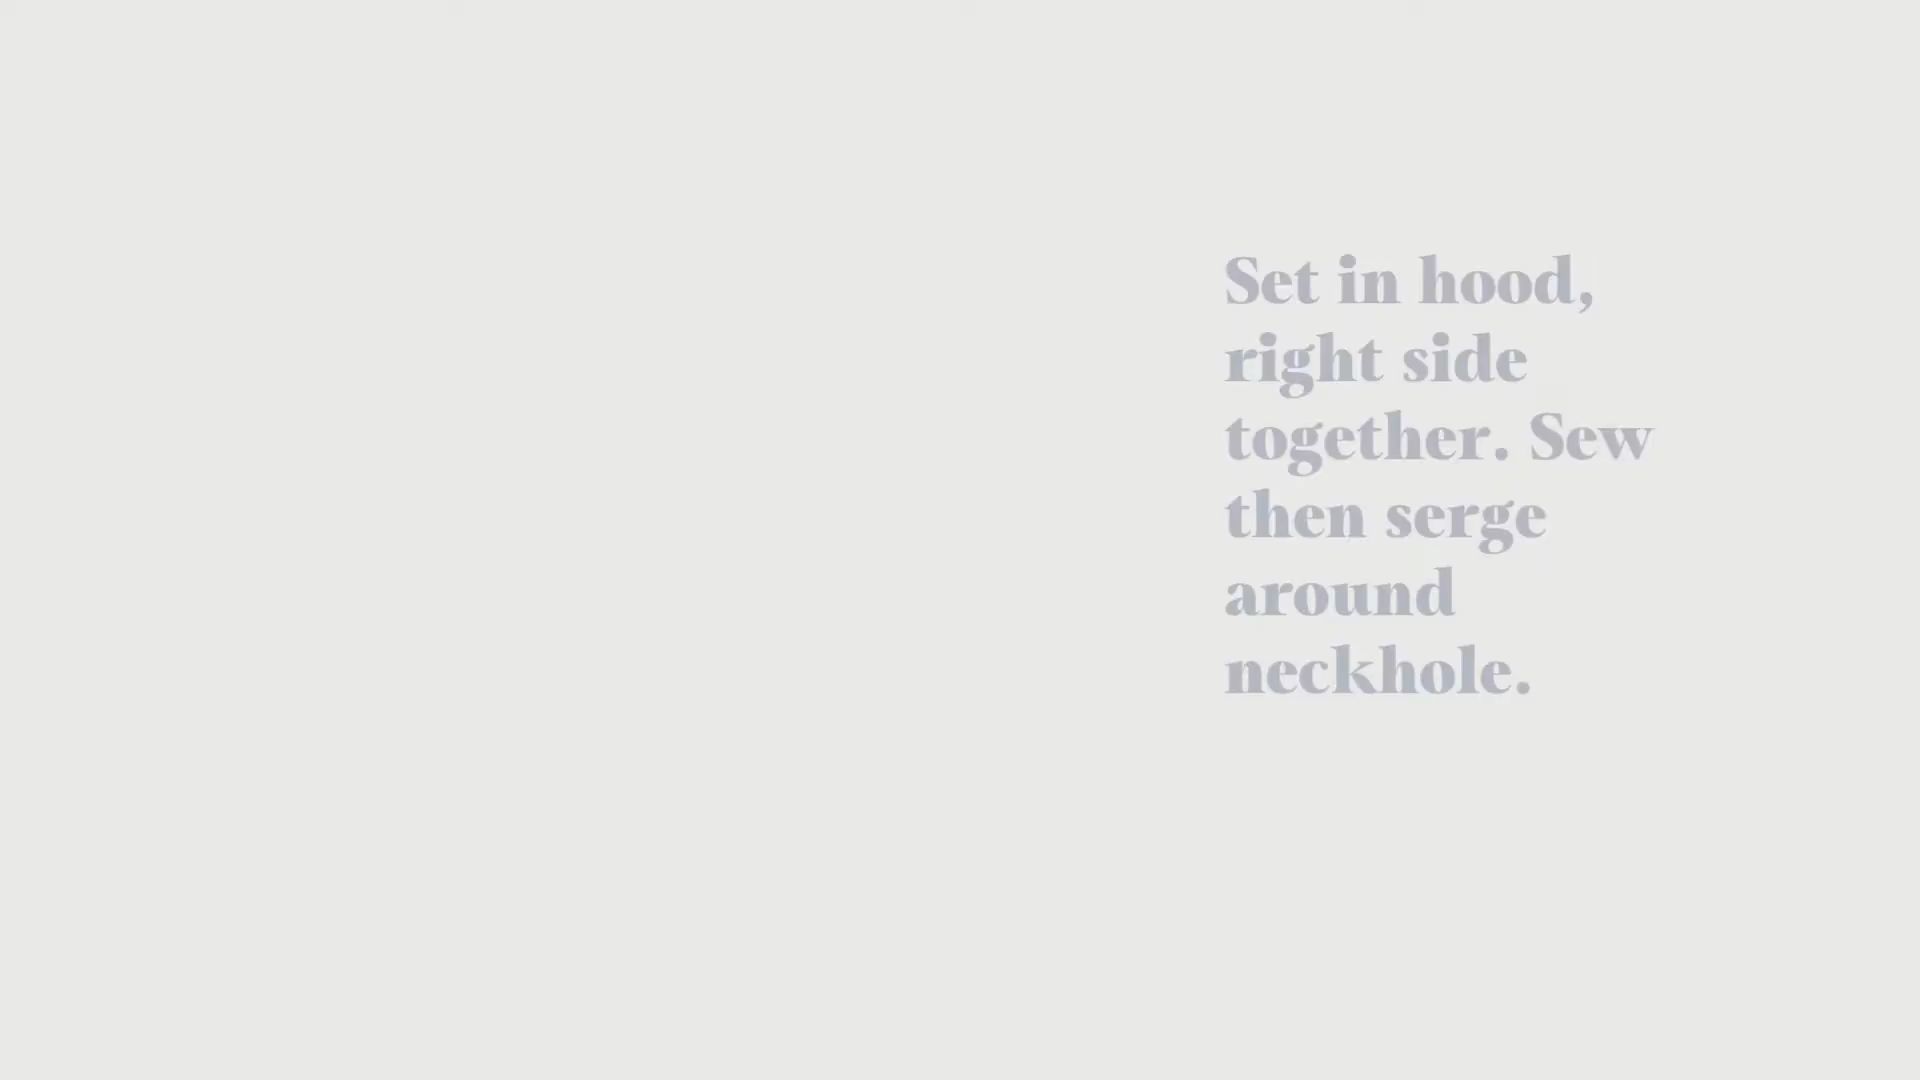 Set in hood,
right side
together. Sew
then serge
around
neckhole.